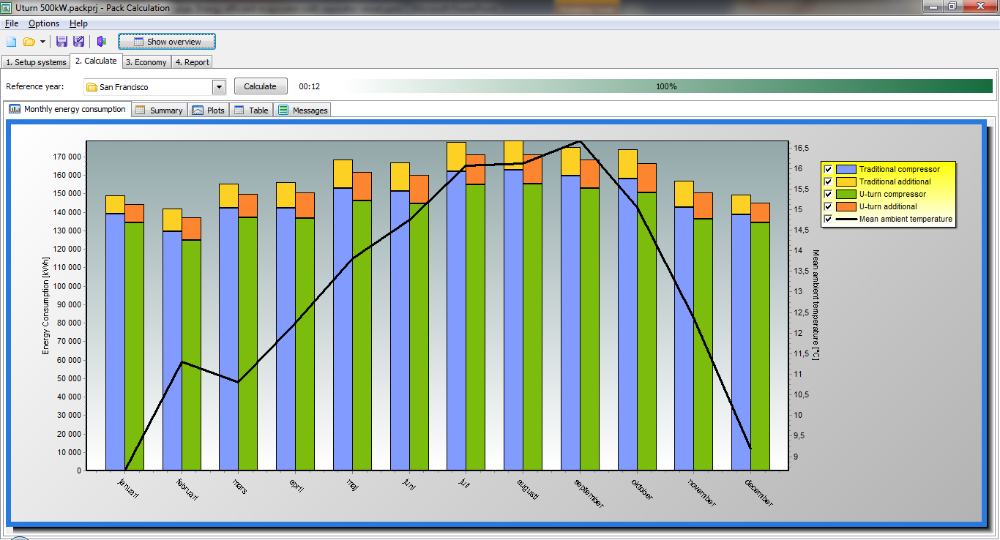 Uturn 500kW.packprj - Pack Calculation
File Options Help
Show overview
1. Setup systems 2. Calculate 3. Economy 4. Report
Reference year: San Francisco Calculate 00:12 100%
Monthly energy consumption Summary Plots Table Messages
Energy Consumption [kWh]
170 000
160 000
150 000
140 000
130 000
120 000
110 000
100 000
90 000
80 000
70 000
60 000
50 000
40 000
30 000
20 000
10 000
0
januari
februari
mars
april
maj
juni
juli
augusti
september
oktober
november
december
16,5
16
15,5
15
14,5
14
13,5
13
12,5
12
11,5
11
10,5
10
9,5
9
Mean ambient temperature [°C]
Traditional compressor
Traditional additional
U-turn compressor
U-turn additional
Mean ambient temperature